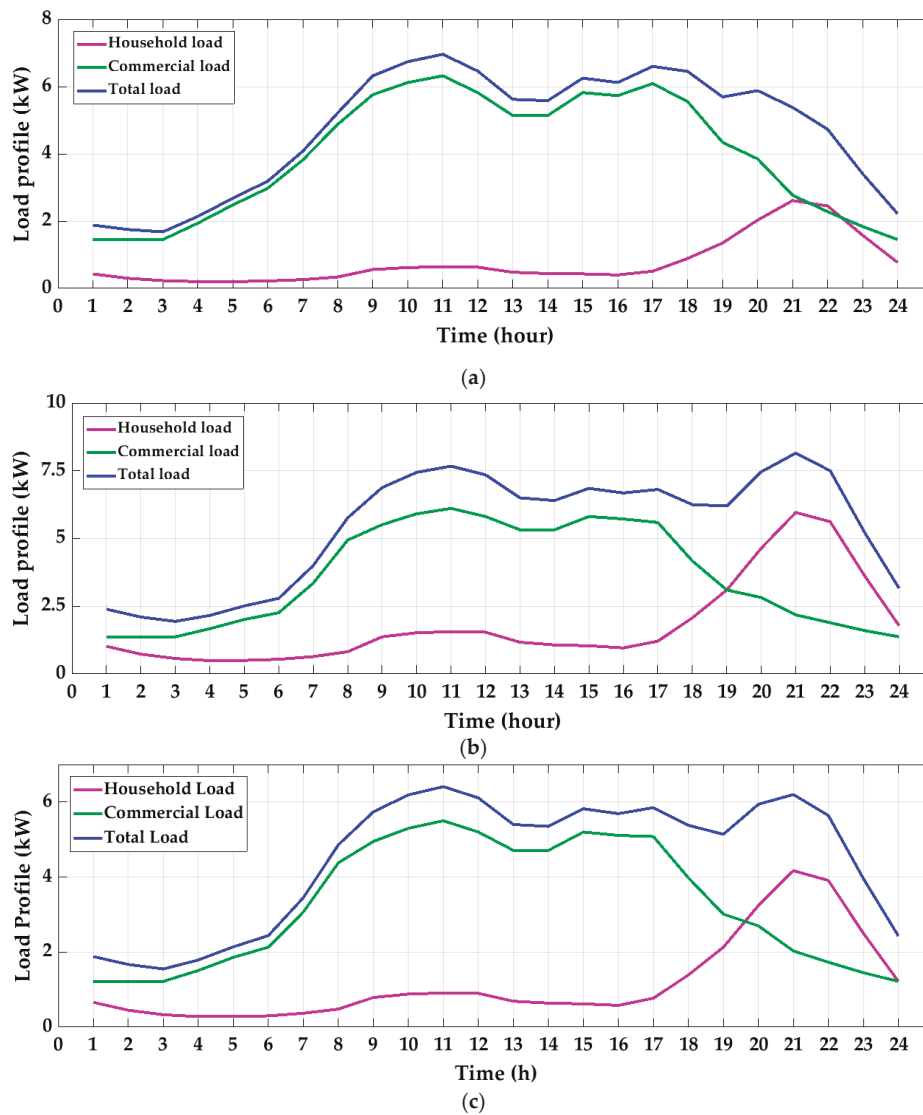 8
6
4
2
0
Load profile (kW)
Household load
Commercial load
Total load
0 1 2 3 4 5 6 7 8 9 10 11 12 13 14 15 16 17 18 19 20 21 22 23 24
Time (hour)
(a)
10
7.5
5
2.5
0
Load profile (kW)
Household load
Commercial load
Total load
0 1 2 3 4 5 6 7 8 9 10 11 12 13 14 15 16 17 18 19 20 21 22 23 24
Time (hour)
(b)
6
4
2
0
Load Profile (kW)
Household Load
Commercial Load
Total Load
0 1 2 3 4 5 6 7 8 9 10 11 12 13 14 15 16 17 18 19 20 21 22 23 24
Time (h)
(c)